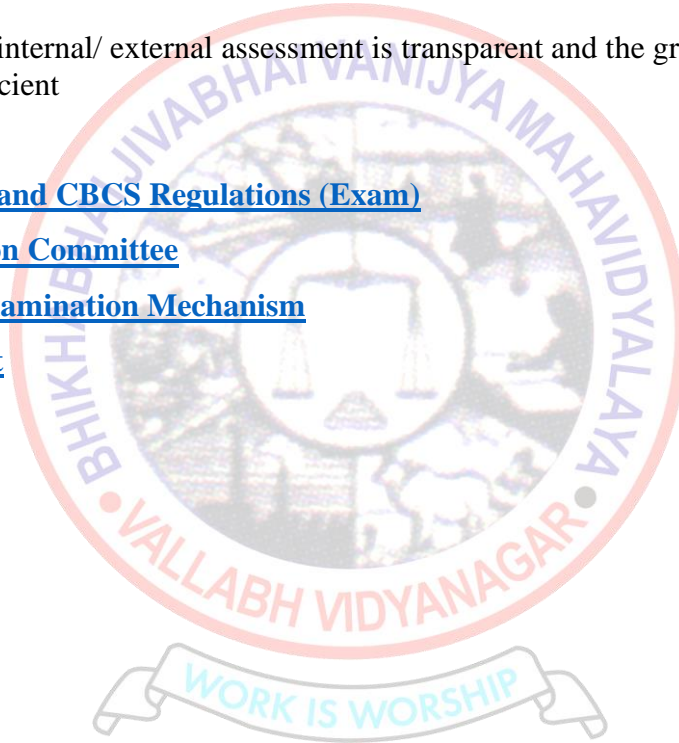 internal/ external assessment is transparent and the gr
cient
and CBCS Regulations (Exam)
on Committee
amination Mechanism
t
BHIKHABHAI JIVABHAI VANIJYA MAHAVIDYALAYA
VALLABH VIDYANAGAR
WORK IS WORSHIP